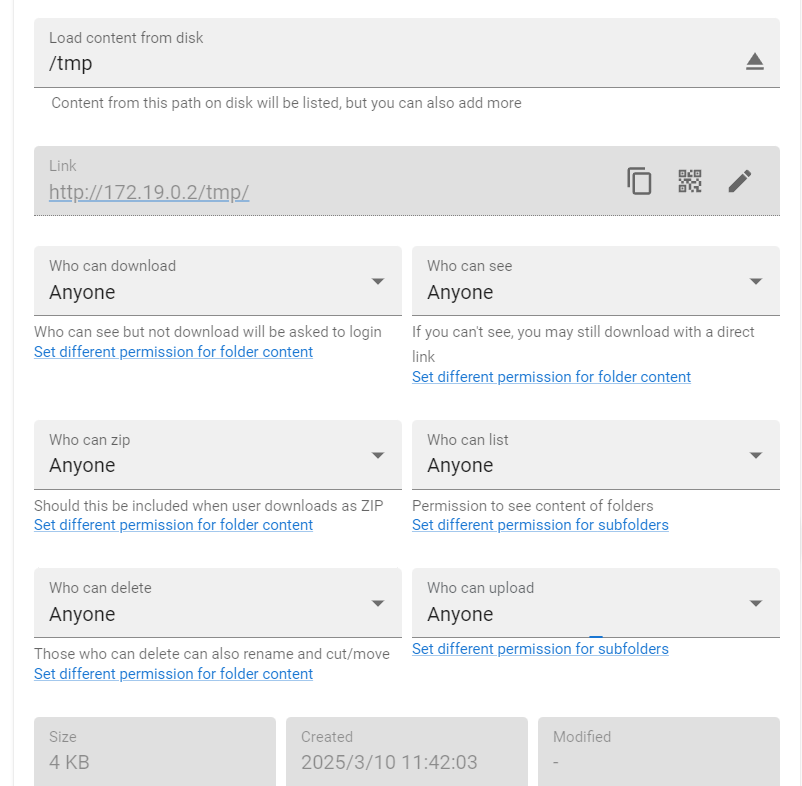 Load content from disk
/tmp
Content from this path on disk will be listed, but you can also add more
Link
http://172.19.0.2/tmp/
Who can download
Anyone
Who can see but not download will be asked to login
Set different permission for folder content
Who can see
Anyone
If you can't see, you may still download with a direct
link
Set different permission for folder content
Who can zip
Anyone
Should this be included when user downloads as ZIP
Set different permission for folder content
Who can list
Anyone
Permission to see content of folders
Set different permission for subfolders
Who can delete
Anyone
Those who can delete can also rename and cut/move
Set different permission for folder content
Who can upload
Anyone
Set different permission for subfolders
Size
4 KB
Created
2025/3/10 11:42:03
Modified
-